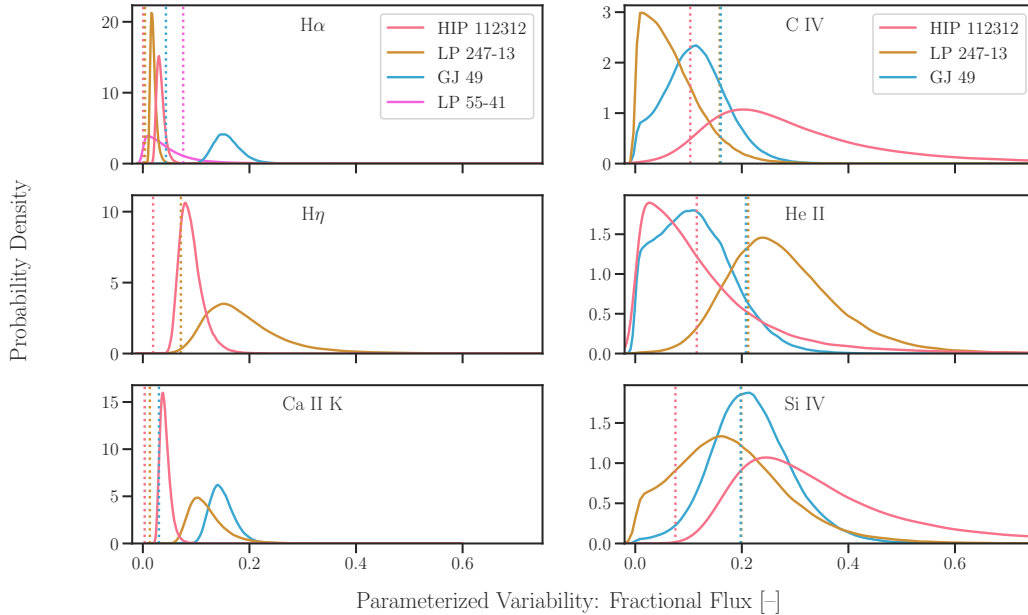 Hα
HIP 112312
LP 247-13
GJ 49
LP 55-41
20
10
0
C IV
HIP 112312
LP 247-13
GJ 49
3
2
1
0
Probability Density
Hη
10
5
0
He II
1.5
1.0
0.5
0.0
Ca II K
15
10
5
0
0.0 0.2 0.4 0.6
Si IV
1.5
1.0
0.5
0.0
0.0 0.2 0.4 0.6
Parameterized Variability: Fractional Flux [–]